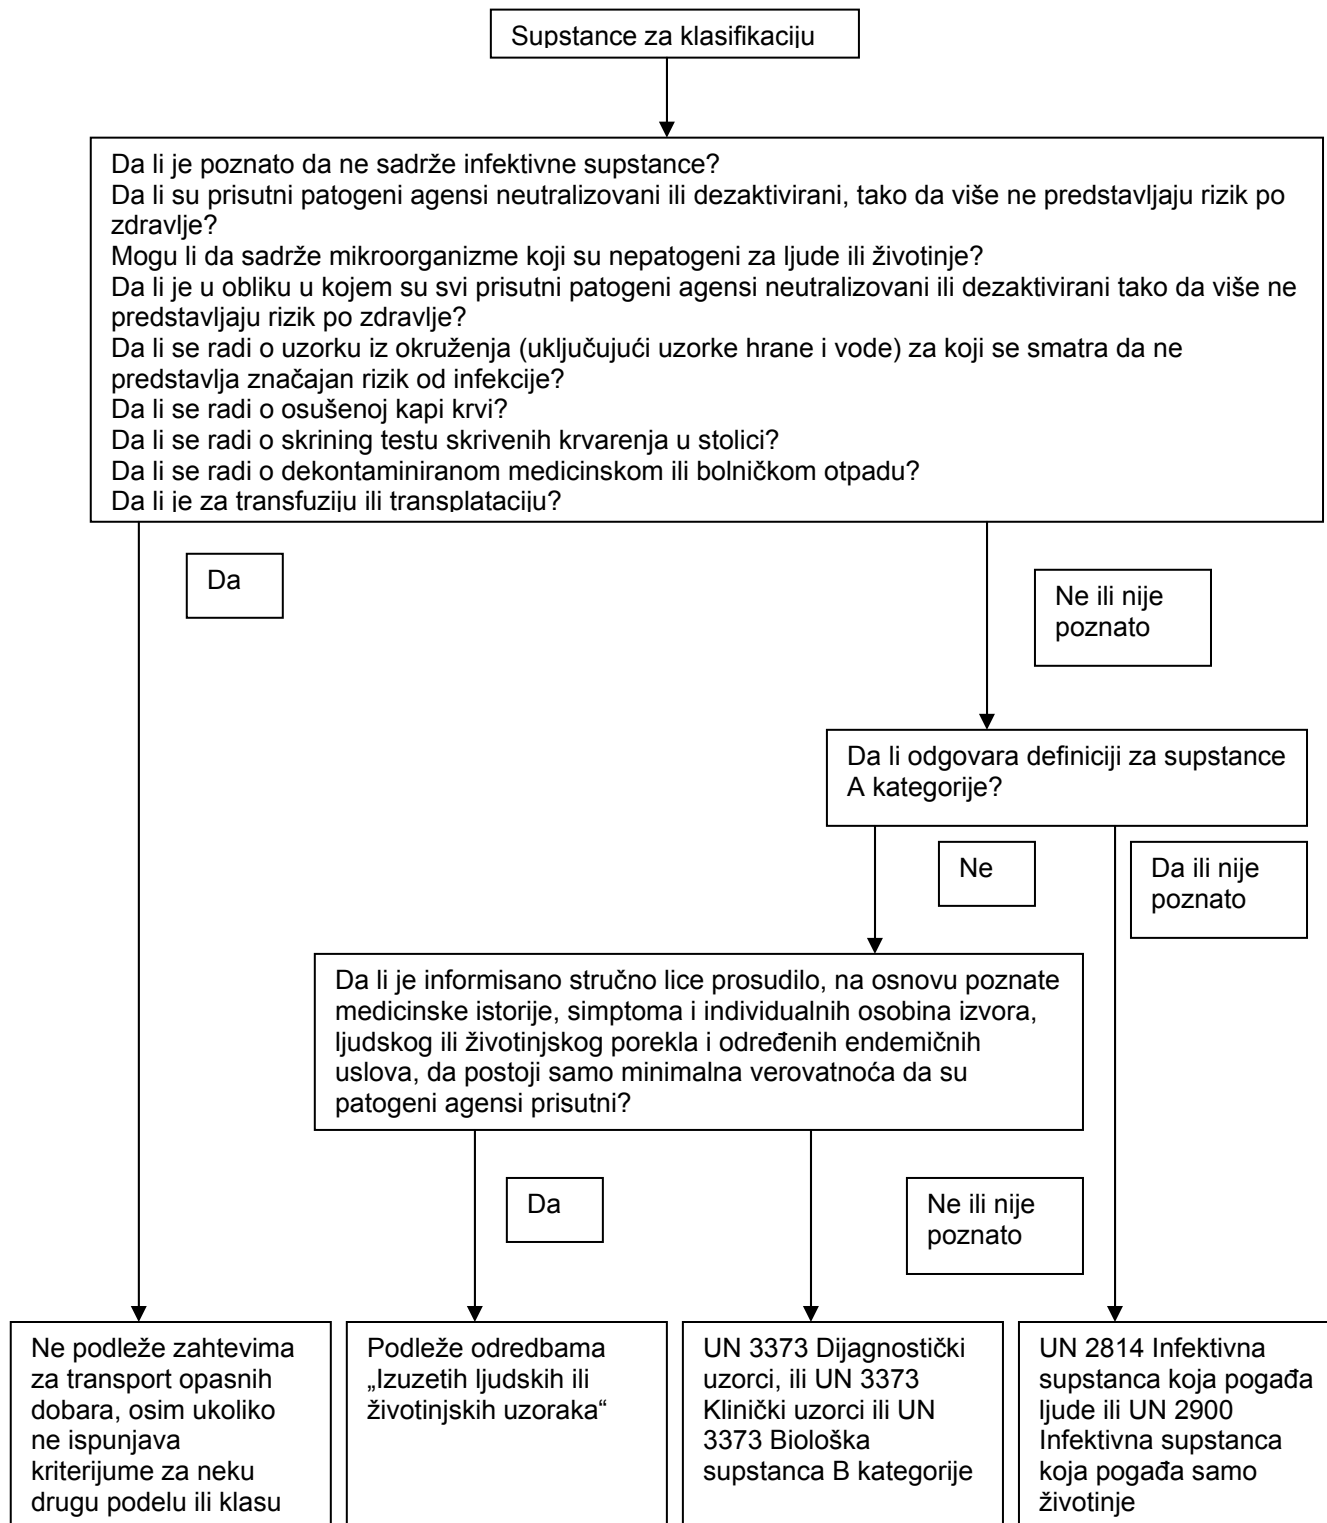 Supstance za klasifikaciju
Da li je poznato da ne sadrže infektivne supstance?
Da li su prisutni patogeni agensi neutralizovani ili dezaktivirani, tako da više ne predstavljaju rizik po
zdravlje?
Mogu li da sadrže mikroorganizme koji su nepatogeni za ljude ili životinje?
Da li je u obliku u kojem su svi prisutni patogeni agensi neutralizovani ili dezaktivirani tako da više ne
predstavljaju rizik po zdravlje?
Da li se radi o uzorku iz okruženja (uključujući uzorke hrane i vode) za koji se smatra da ne
predstavlja značajan rizik od infekcije?
Da li se radi o osušenoj kapi krvi?
Da li se radi o skrining testu skrivenih krvarenja u stolici?
Da li se radi o dekontaminiranom medicinskom ili bolničkom otpadu?
Da li je za transfuziju ili transplataciju?
Da
Ne ili nije
poznato
Da li odgovara definiciji za supstance
A kategorije?
Ne
Da ili nije
poznato
Da li je informisano stručno lice prosudilo, na osnovu poznate
medicinske istorije, simptoma i individualnih osobina izvora,
ljudskog ili životinjskog porekla i određenih endemičnih
uslova, da postoji samo minimalna verovatnoća da su
patogeni agensi prisutni?
Da
Ne ili nije
poznato
Ne podleže zahtevima
za transport opasnih
dobara, osim ukoliko
ne ispunjava
kriterijume za neku
drugu podelu ili klasu
Podleže odredbama
„Izuzetih ljudskih ili
životinjskih uzoraka“
UN 3373 Dijagnostički
uzorci, ili UN 3373
Klinički uzorci ili UN
3373 Biološka
supstanca B kategorije
UN 2814 Infektivna
supstanca koja pogađa
ljude ili UN 2900
Infektivna supstanca
koja pogađa samo
životinje